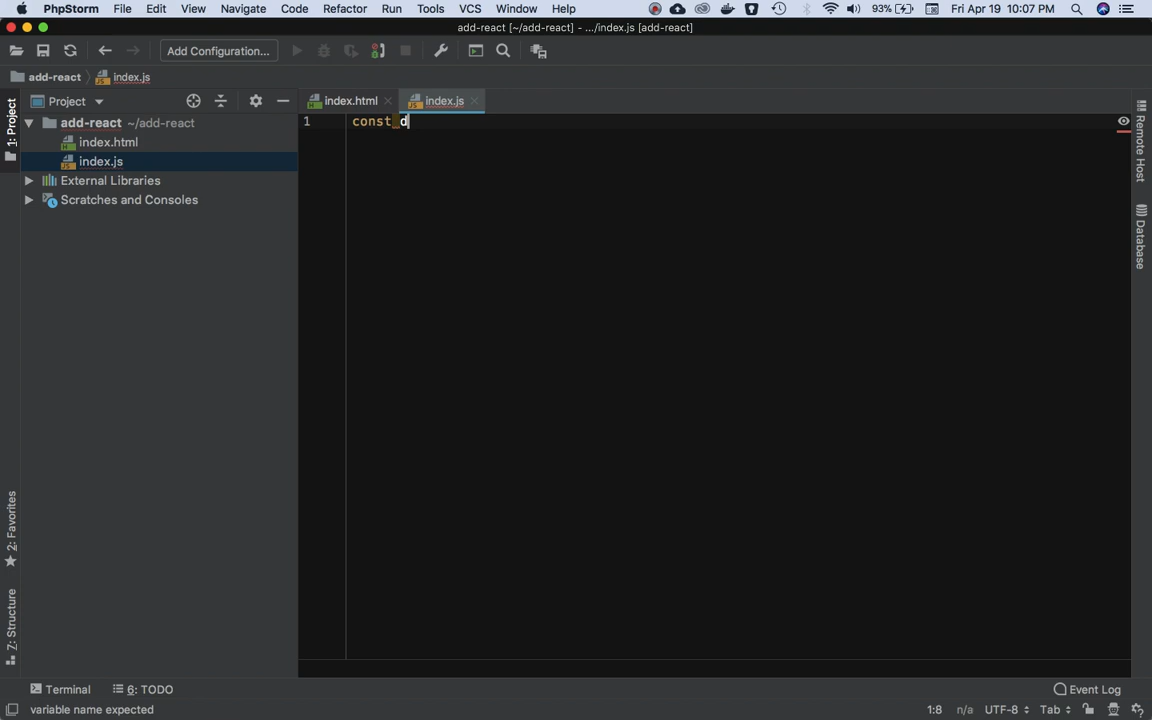 PhpStorm File Edit View Navigate Code Refactor Run Tools VCS Window Help 93% Fri Apr 19 10:07 PM
add-react [~/add-react] - .../index.js [add-react]
Add Configuration...
add-react index.js
Project index.html index.js
add-react ~/add-react
index.html
index.js
External Libraries
Scratches and Consoles
1: Project
2: Favorites
Z: Structure
1 const d
Remote Host
Database
Terminal 6: TODO Event Log
variable name expected 1:8 n/a UTF-8 Tab